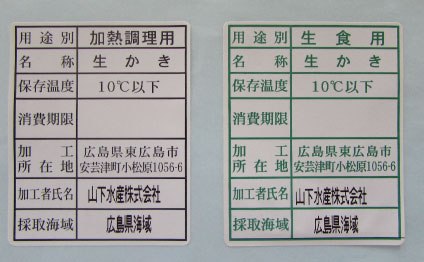 用途別 加熱調理用
名称 生かき
保存温度 10℃以下
消費期限
加工所在地 広島県東広島市
安芸津町小松原1056-6
加工者氏名 山下水産株式会社
採取海域 広島県海域
用途別 生食用
名称 生かき
保存温度 10℃以下
消費期限
加工所在地 広島県東広島市
安芸津町小松原1056-6
加工者氏名 山下水産株式会社
採取海域 広島県海域